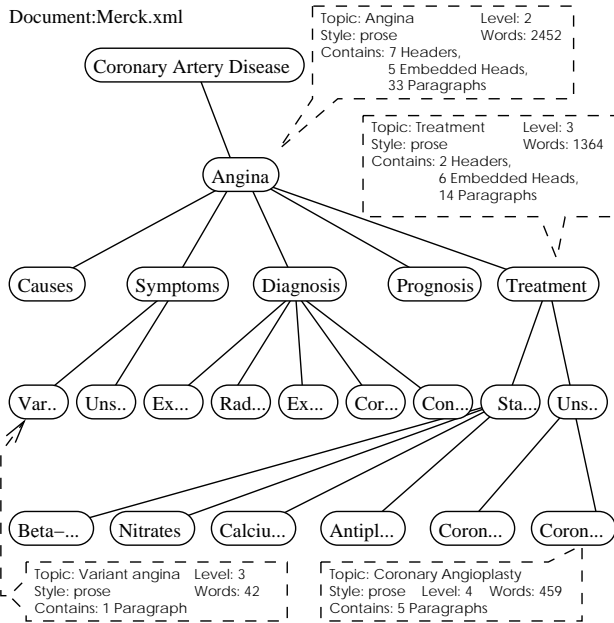 Document:Merck.xml
Topic: Angina Level: 2
Style: prose Words: 2452
Contains: 7 Headers,
5 Embedded Heads,
33 Paragraphs
Coronary Artery Disease
Topic: Treatment Level: 3
Style: prose Words: 1364
Contains: 2 Headers,
6 Embedded Heads,
14 Paragraphs
Angina
Causes Symptoms Diagnosis Prognosis Treatment
Var.. Uns.. Ex... Rad... Ex... Cor... Con... Sta... Uns...
Beta−... Nitrates Calciu... Antipl... Coron... Coron...
Topic: Variant angina Level: 3
Style: prose Words: 42
Contains: 1 Paragraph
Topic: Coronary Angioplasty
Style: prose Level: 4 Words: 459
Contains: 5 Paragraphs